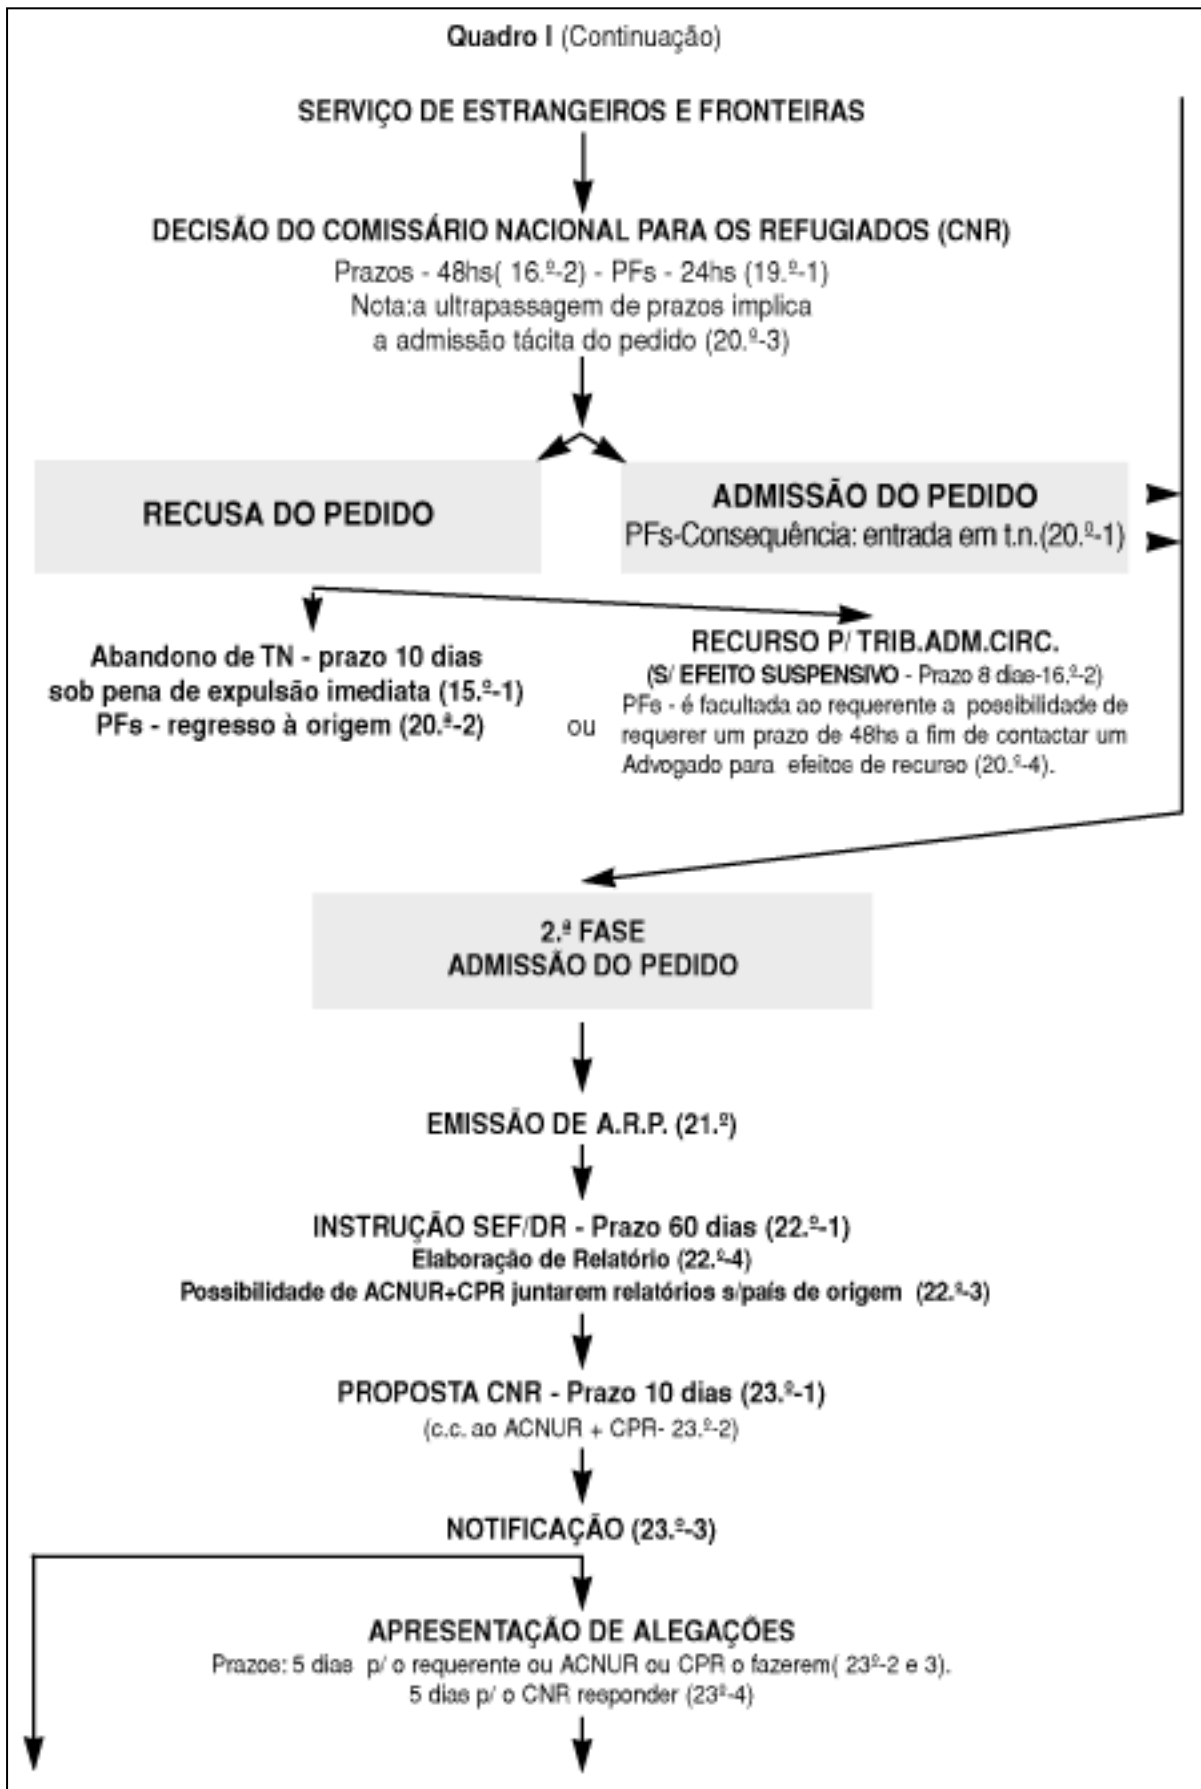 Quadro I (Continuação)
SERVIÇO DE ESTRANGEIROS E FRONTEIRAS
DECISÃO DO COMISSÁRIO NACIONAL PARA OS REFUGIADOS (CNR)
Prazos - 48hs( 16.º-2) - PFs - 24hs (19.º-1)
Nota:a ultrapassagem de prazos implica
a admissão tácita do pedido (20.º-3)
RECUSA DO PEDIDO
ADMISSÃO DO PEDIDO
PFs-Consequência: entrada em t.n.(20.º-1)
Abandono de TN - prazo 10 dias
sob pena de expulsão imediata (15.º-1)
PFs - regresso à origem (20.ª-2)
ou
RECURSO P/ TRIB.ADM.CIRC.
(S/ EFEITO SUSPENSIVO - Prazo 8 dias-16.º-2)
PFs - é facultada ao requerente a possibilidade de
requerer um prazo de 48hs a fim de contactar um
Advogado para efeitos de recurso (20.º-4).
2.ª FASE
ADMISSÃO DO PEDIDO
EMISSÃO DE A.R.P. (21.º)
INSTRUÇÃO SEF/DR - Prazo 60 dias (22.º-1)
Elaboração de Relatório (22.º-4)
Possibilidade de ACNUR+CPR juntarem relatórios s/país de origem (22.º-3)
PROPOSTA CNR - Prazo 10 dias (23.º-1)
(c.c. ao ACNUR + CPR- 23.º-2)
NOTIFICAÇÃO (23.º-3)
APRESENTAÇÃO DE ALEGAÇÕES
Prazos: 5 dias p/ o requerente ou ACNUR ou CPR o fazerem( 23º-2 e 3).
5 dias p/ o CNR responder (23º-4)